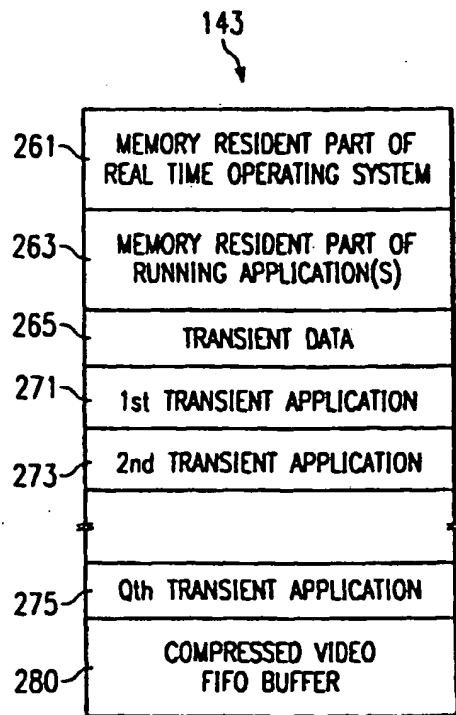 143
261
MEMORY RESIDENT PART OF
REAL TIME OPERATING SYSTEM
263
MEMORY RESIDENT PART OF
RUNNING APPLICATION(S)
265
TRANSIENT DATA
271
1st TRANSIENT APPLICATION
273
2nd TRANSIENT APPLICATION
275
Qth TRANSIENT APPLICATION
280
COMPRESSED VIDEO
FIFO BUFFER